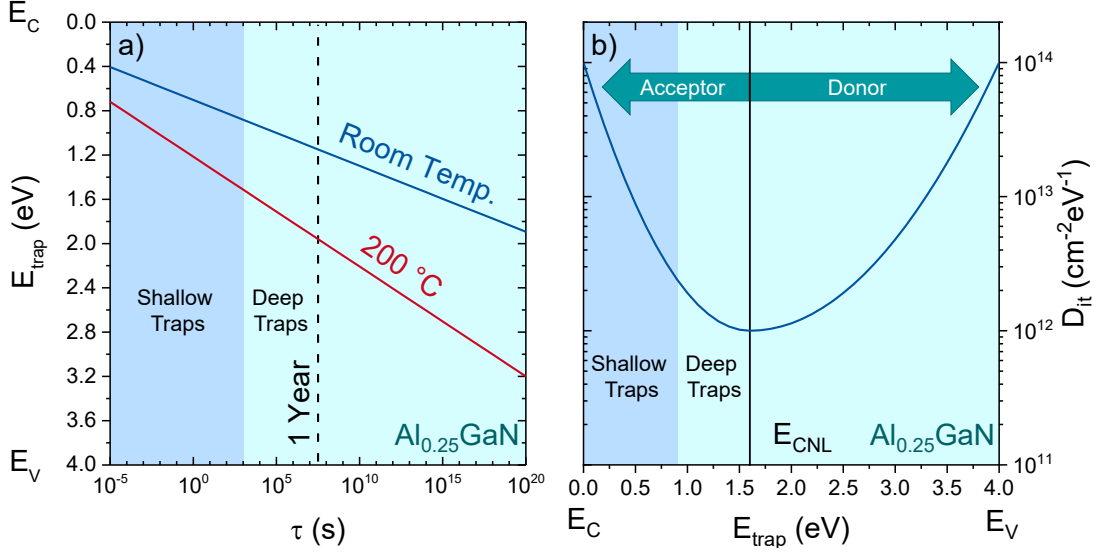 E_C
0.0
0.4
0.8
1.2
1.6
2.0
2.4
2.8
3.2
3.6
4.0
E_V
E_trap (eV)
a)
Room Temp.
200 °C
Shallow
Traps
Deep
Traps
1 Year
Al_0.25GaN
10^-5
10^0
10^5
10^10
10^15
10^20
τ (s)
b)
Acceptor
Donor
Shallow
Traps
Deep
Traps
E_CNL
Al_0.25GaN
10^14
10^13
10^12
10^11
D_it (cm^-2eV^-1)
0.0
0.5
1.0
1.5
2.0
2.5
3.0
3.5
4.0
E_C
E_trap (eV)
E_V